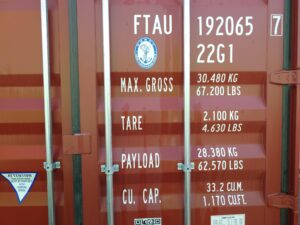 FTAU 192065 7
22G1
MAX. GROSS 30.480 KG
67.200 LBS
TARE 2.100 KG
4.630 LBS
PAYLOAD 28.380 KG
62.570 LBS
CU. CAP. 33.2 CU.M.
1.170 CU.FT.